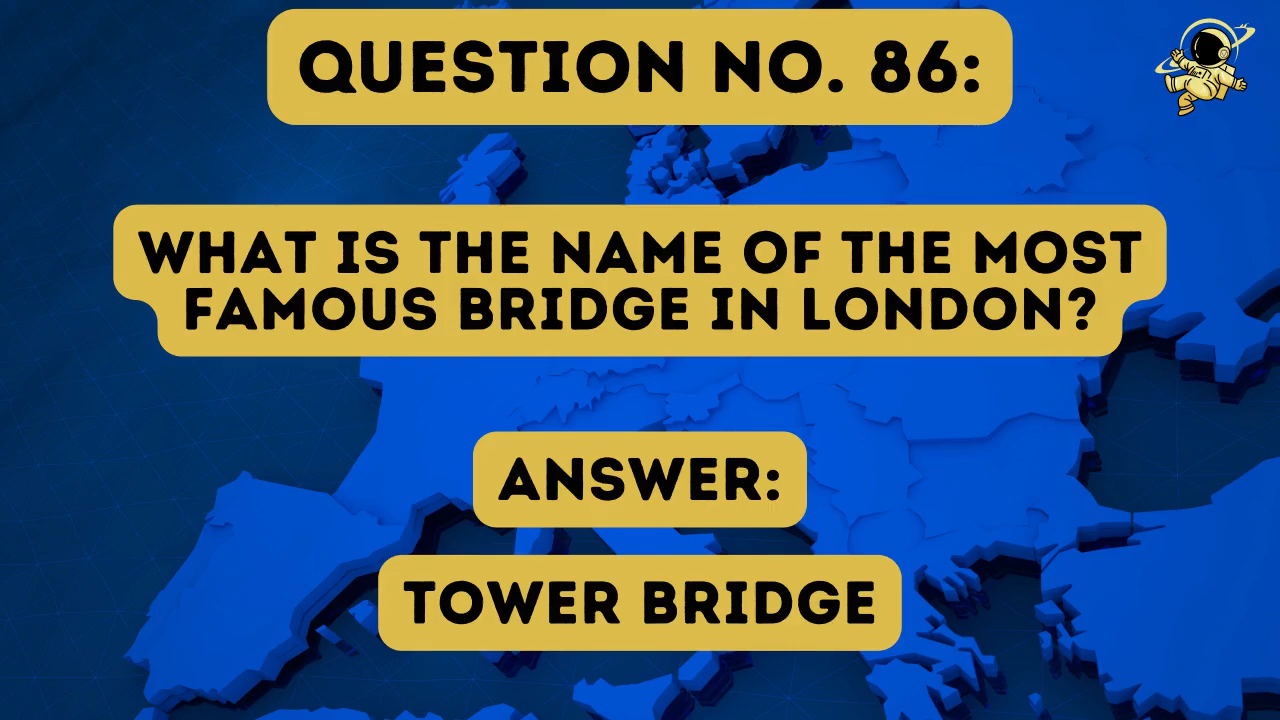 QUESTION NO. 86:
WHAT IS THE NAME OF THE MOST
FAMOUS BRIDGE IN LONDON?
ANSWER:
TOWER BRIDGE